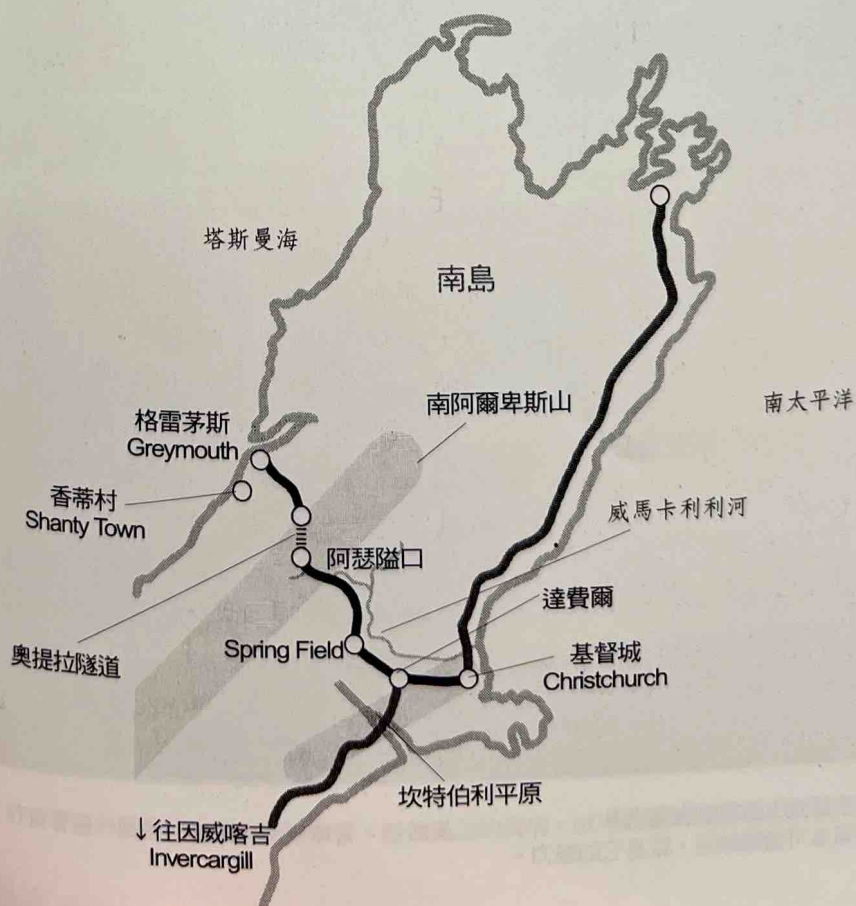 塔斯曼海
南島
南阿爾卑斯山
南太平洋
格雷茅斯
Greymouth
香蒂村
Shanty Town
威馬卡利利河
阿瑟隘口
達費爾
奧提拉隧道
Spring Field
基督城
Christchurch
坎特伯利平原
↓往因威喀吉
Invercargill